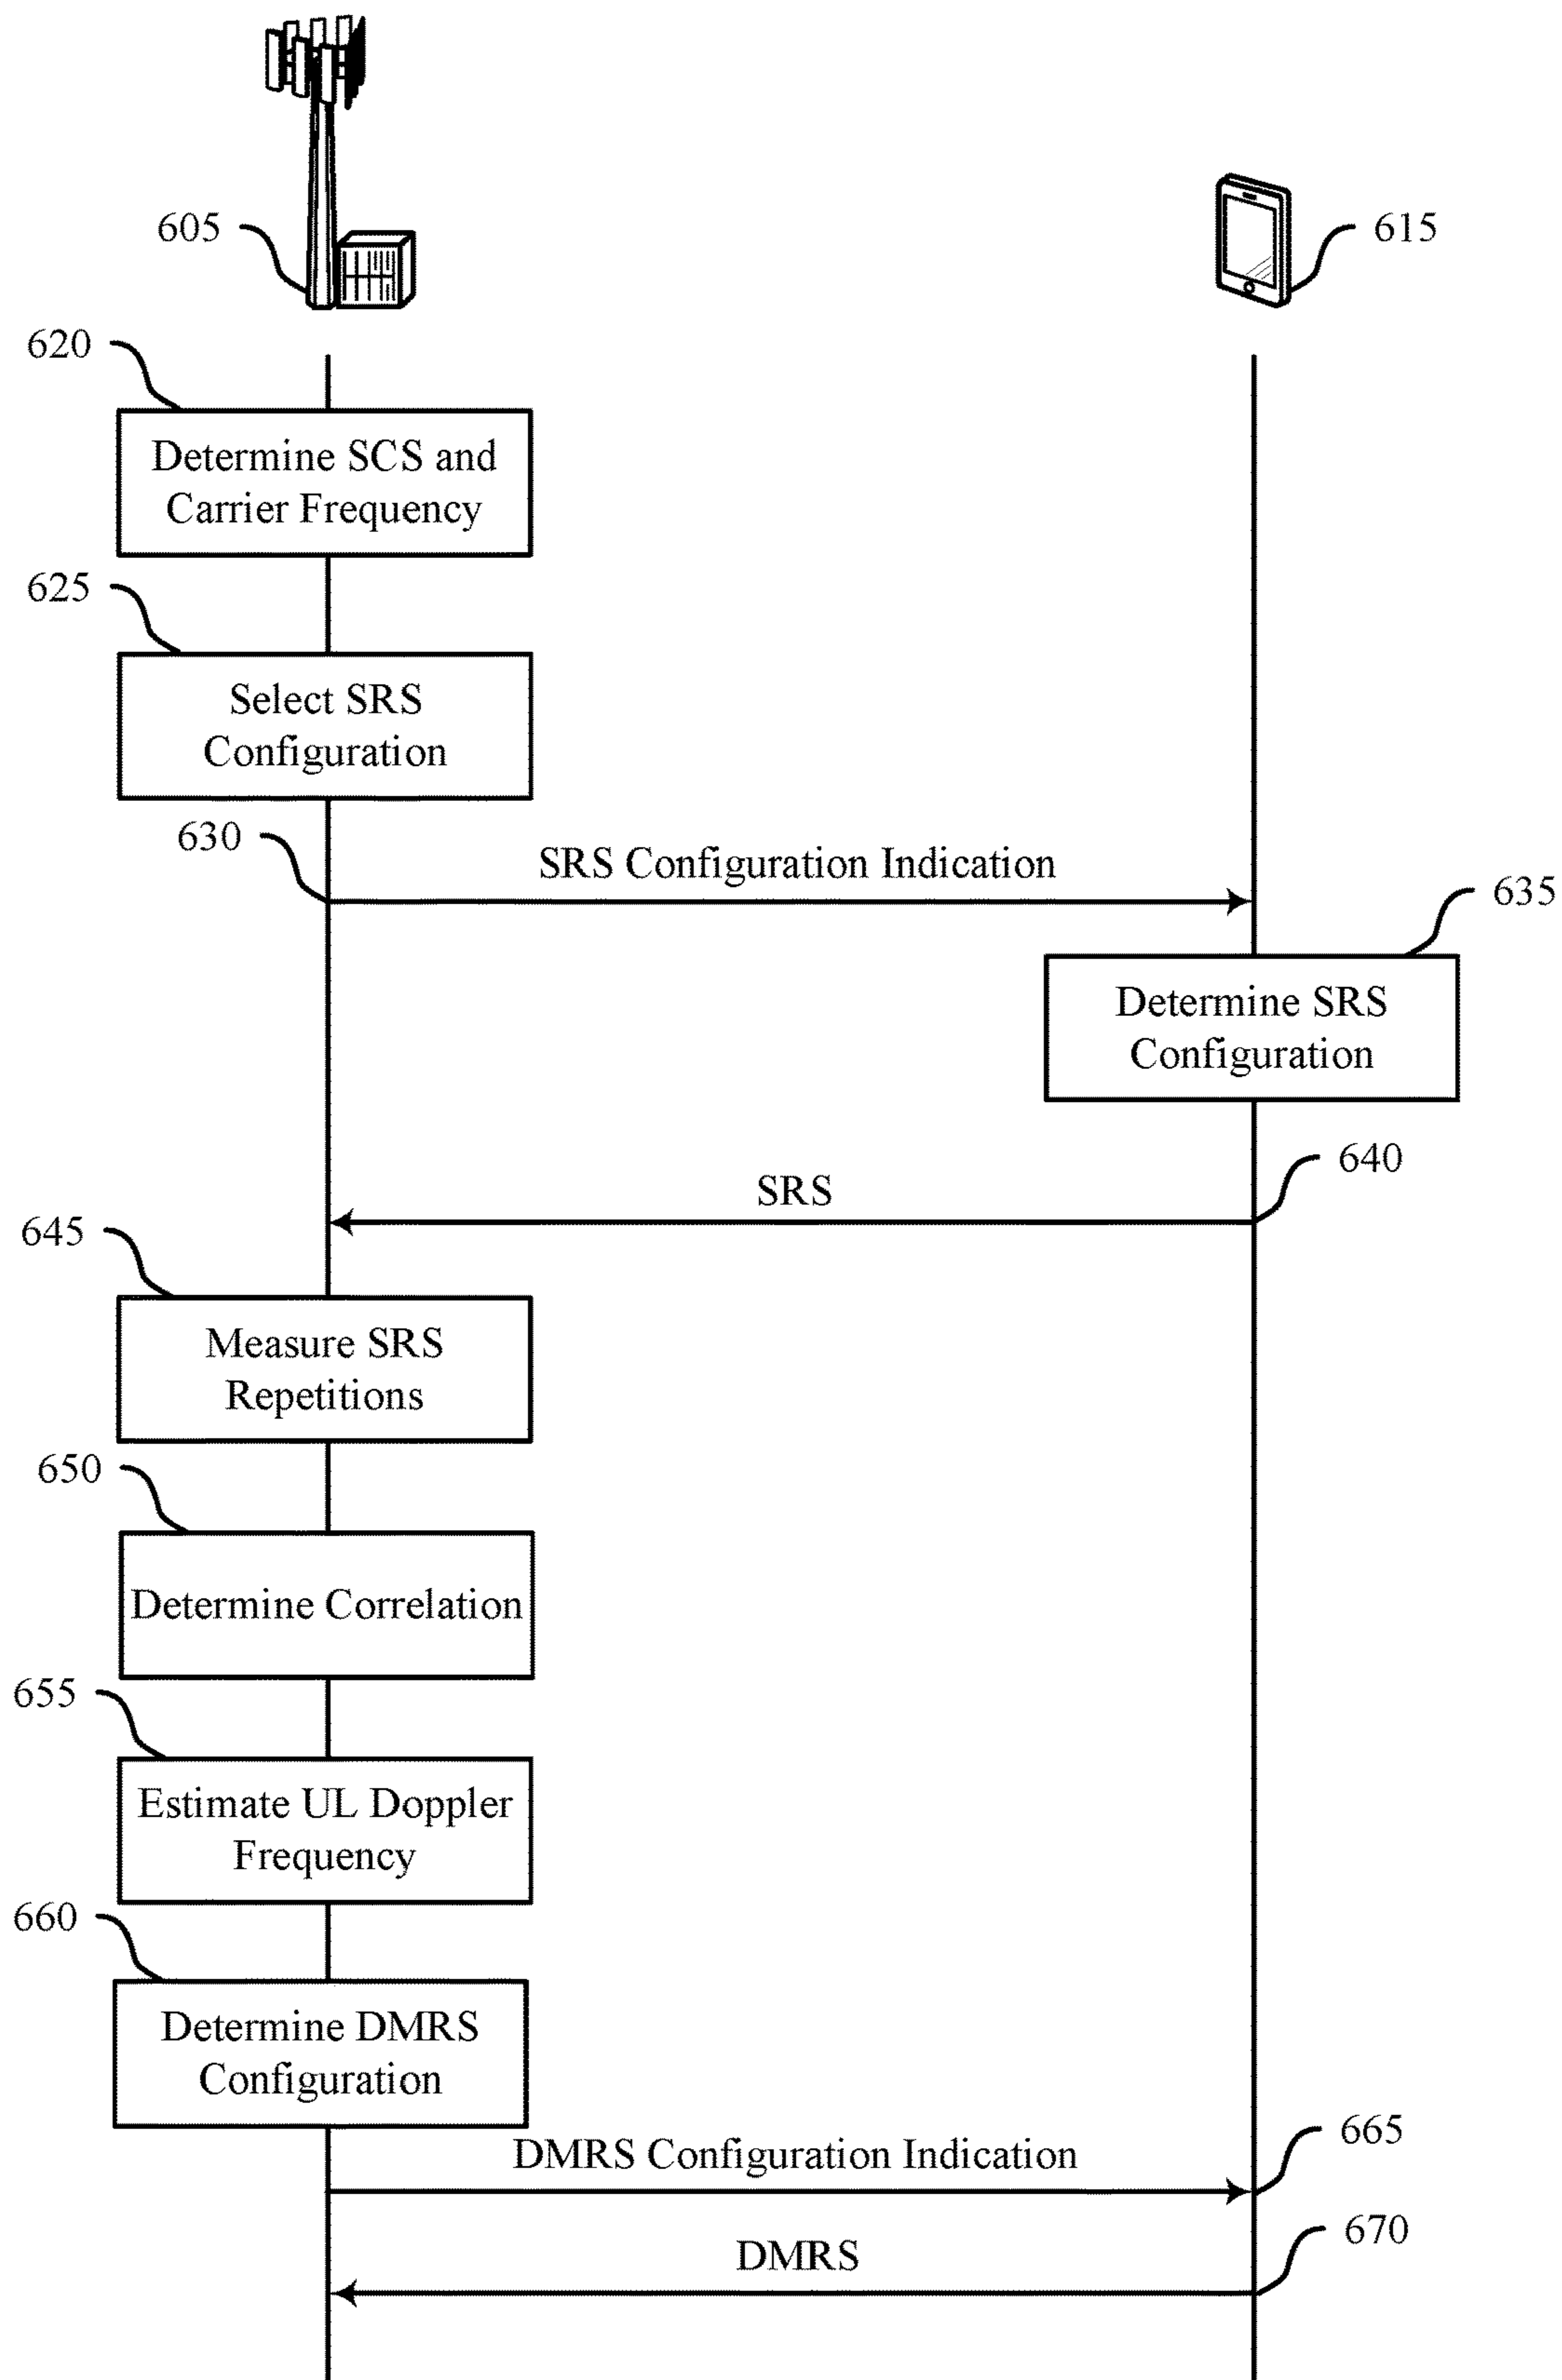 605
615
620
Determine SCS and
Carrier Frequency
625
Select SRS
Configuration
630
SRS Configuration Indication
635
Determine SRS
Configuration
640
SRS
645
Measure SRS
Repetitions
650
Determine Correlation
655
Estimate UL Doppler
Frequency
660
Determine DMRS
Configuration
665
DMRS Configuration Indication
670
DMRS